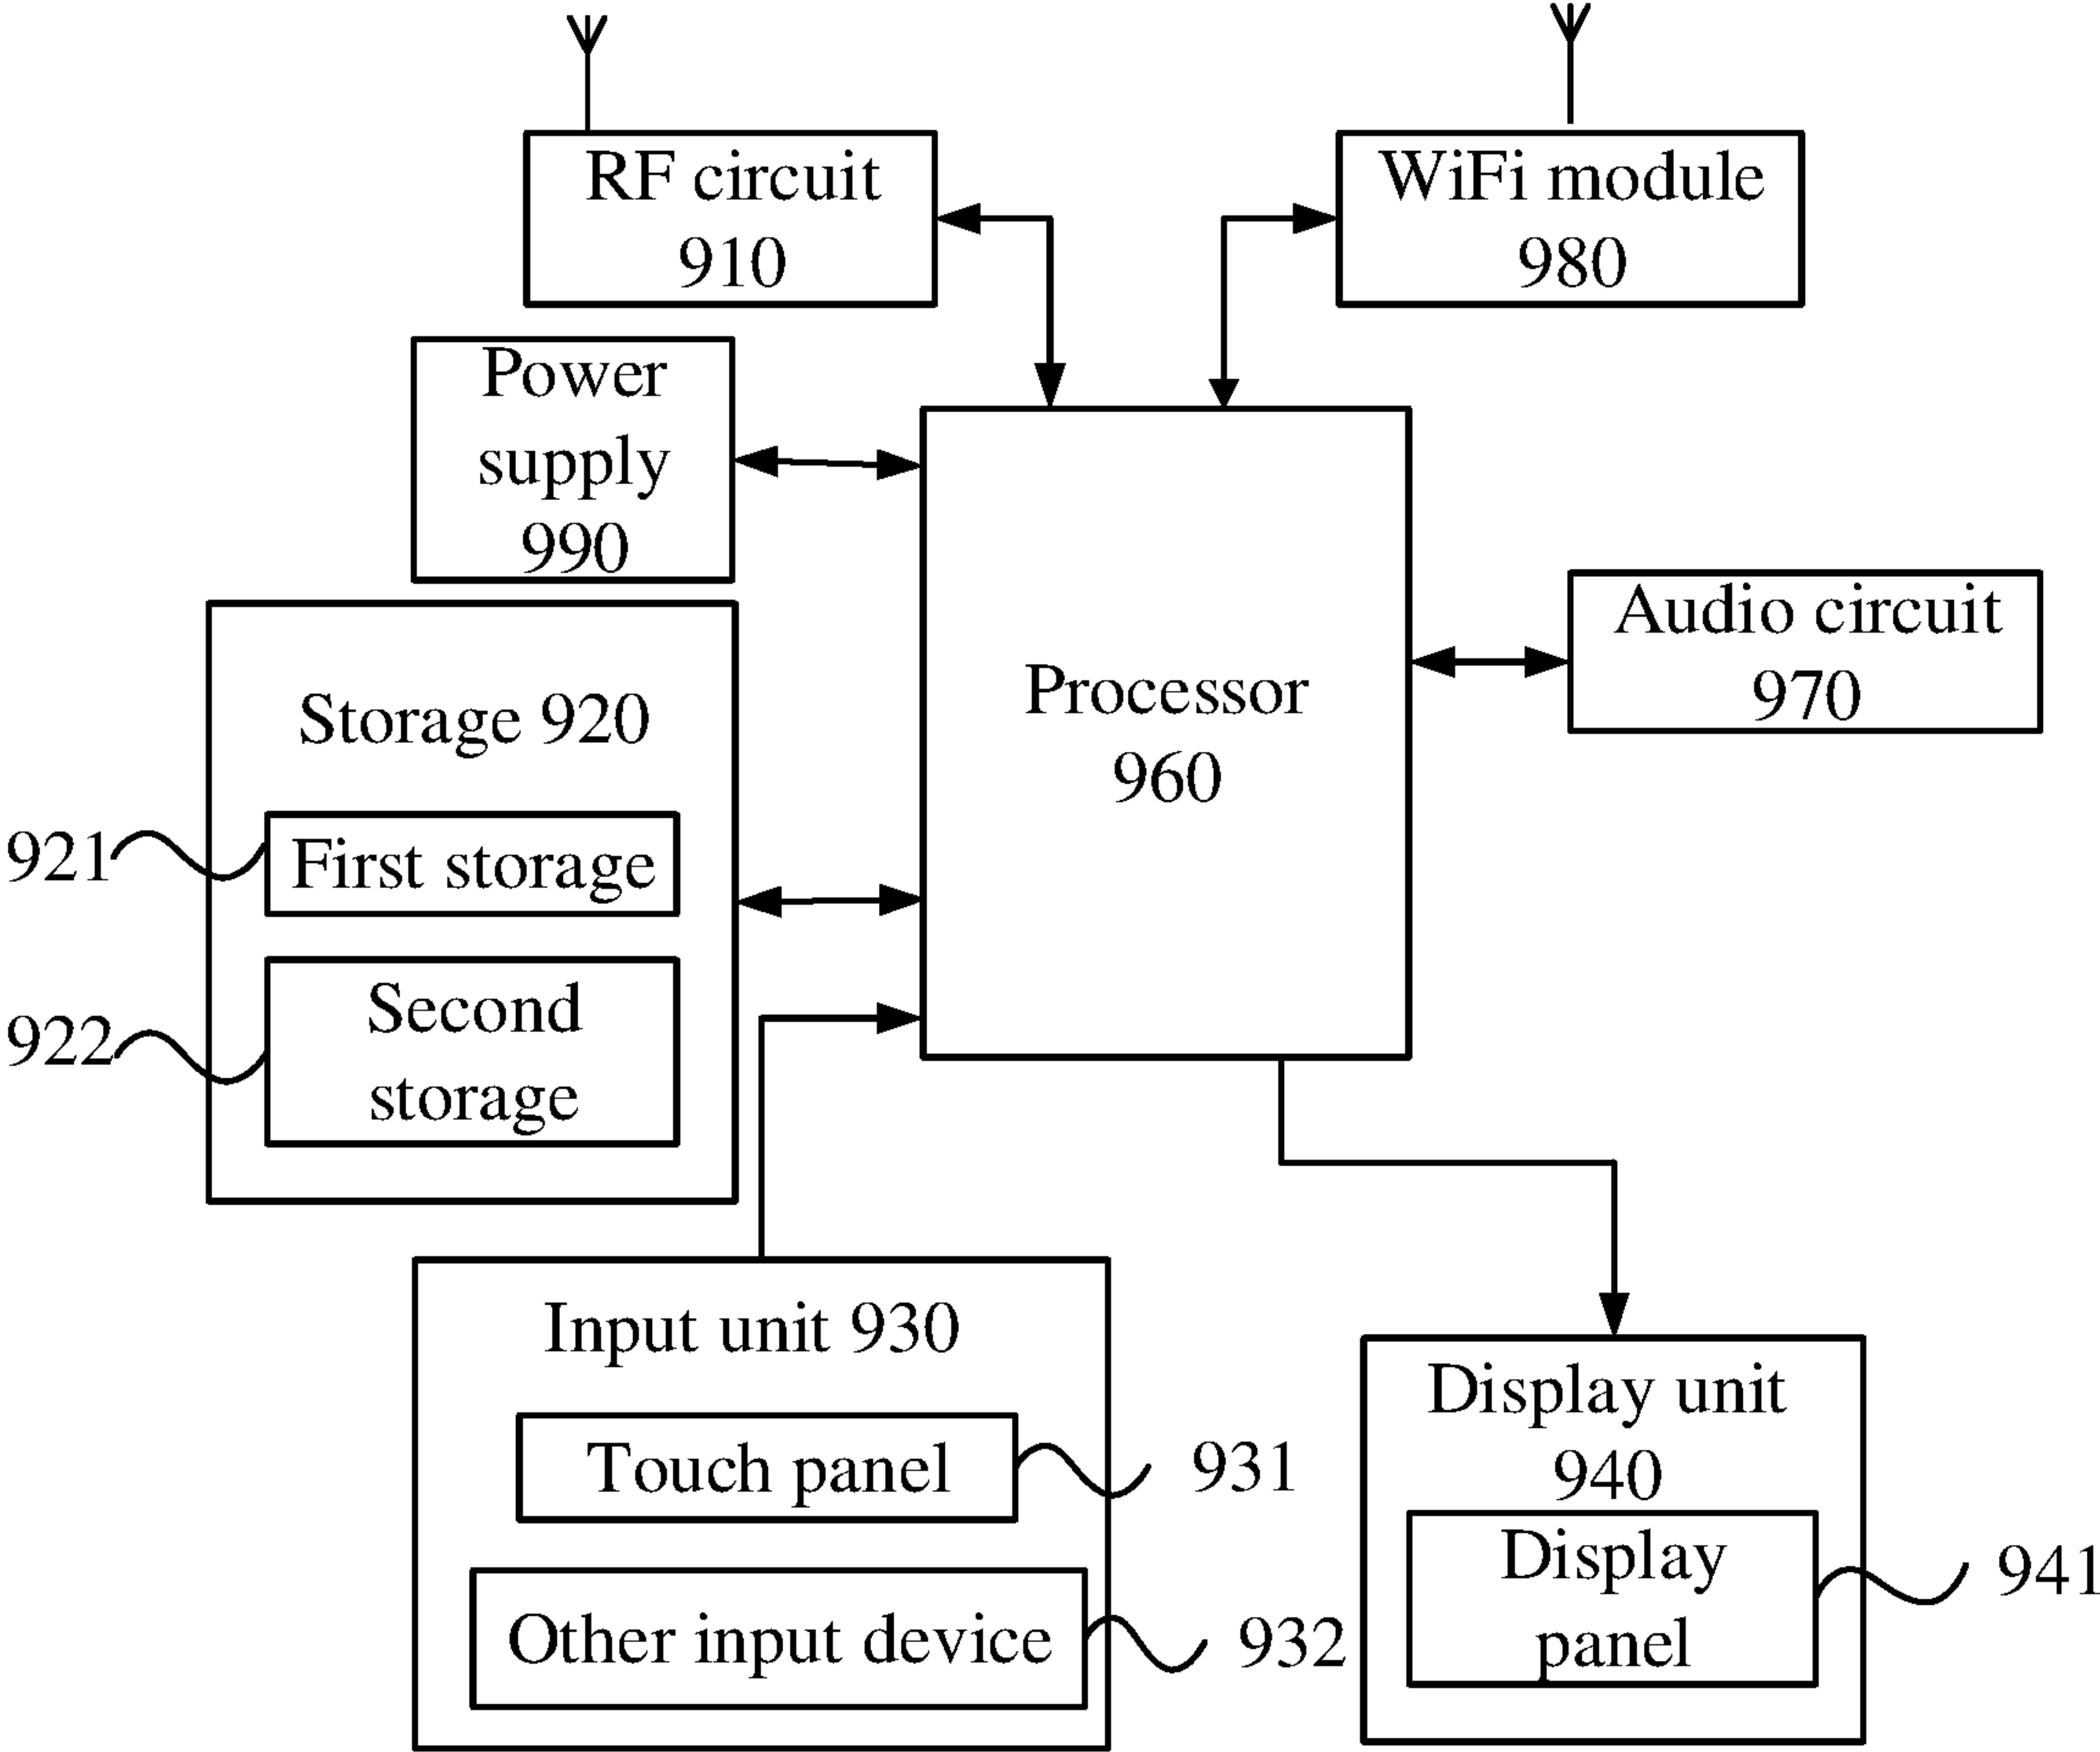 RF circuit
910
WiFi module
980
Power
supply
990
Audio circuit
970
Processor
960
Storage 920
921
First storage
922
Second
storage
Input unit 930
Touch panel
931
Other input device
932
Display unit
940
Display
panel
941